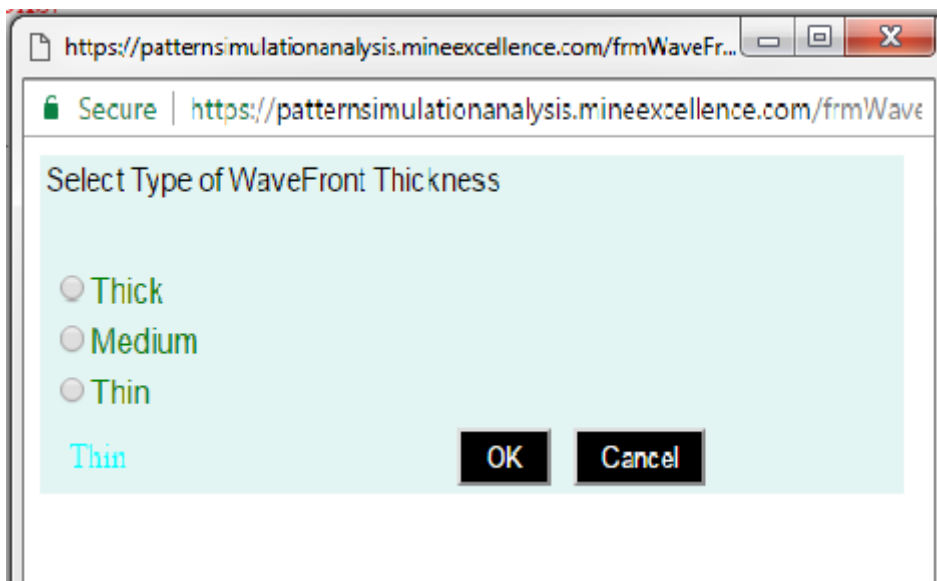 https://patternsimulationanalysis.mineexcellence.com/frmWaveFr...
Secure | https://patternsimulationanalysis.mineexcellence.com/frmWave
Select Type of WaveFront Thickness
Thick
Medium
Thin
Thin OK Cancel